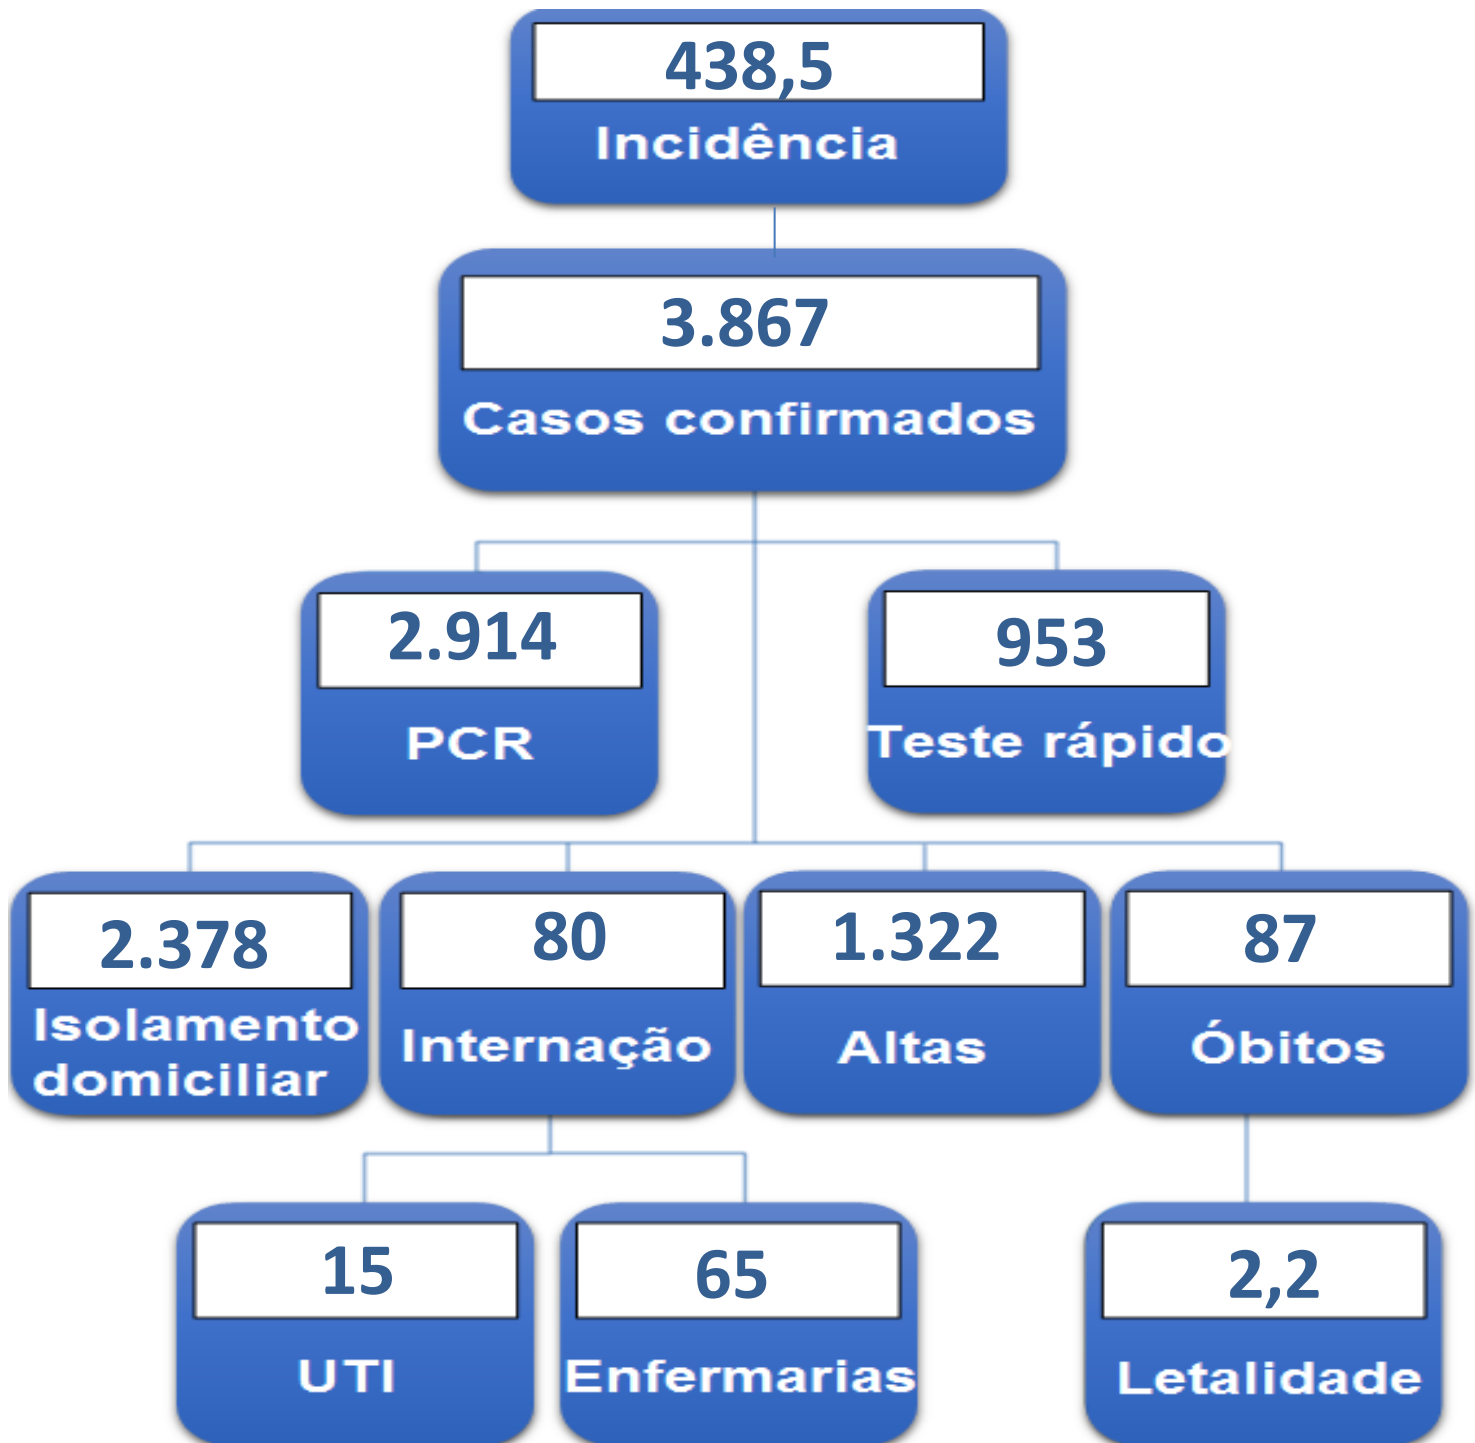 438,5
Incidência
3.867
Casos confirmados
2.914
PCR
953
Teste rápido
2.378
Isolamento
domiciliar
80
Internação
1.322
Altas
87
Óbitos
15
UTI
65
Enfermarias
2,2
Letalidade